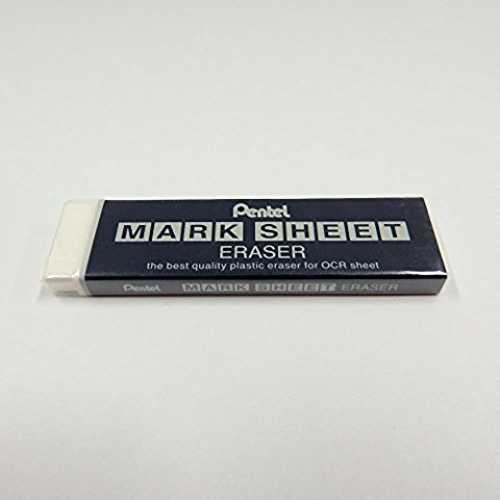 Pentel
MARK SHEET
ERASER
the best quality plastic eraser for OCR sheet
Pentel MARK SHEET ERASER